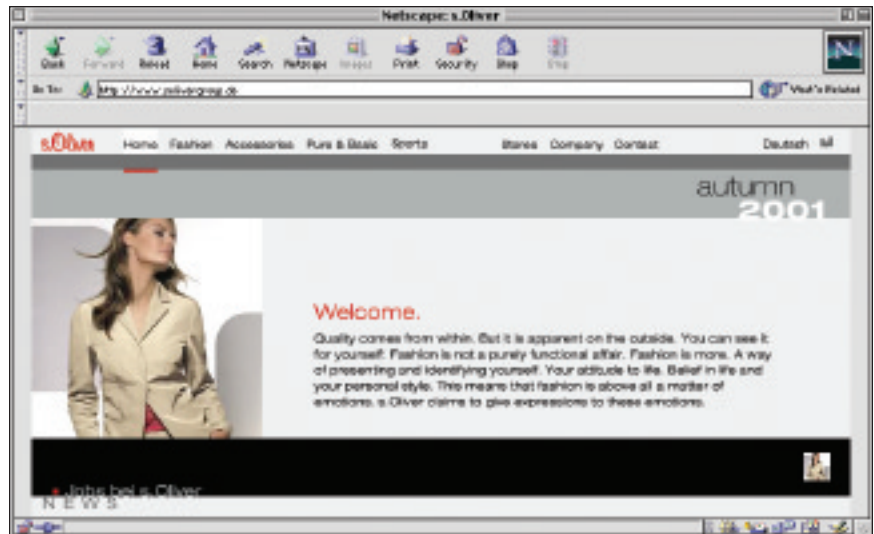 Netscape: s.Oliver
Back Forward Reload Home Search Netscape Images Print Security Shop Stop
Go To: http://www.solivergroup.de What's Related
s.Oliver Home Fashion Accessories Pure & Basic Sports Stores Company Contact Deutsch
autumn
2001
Welcome.
Quality comes from within. But it is apparent on the outside. You can see it
for yourself. Fashion is not a purely functional affair. Fashion is more. A way
of presenting and identifying yourself. Your attitude to life. Belief in life and
your personal style. This means that fashion is above all a matter of
emotions. s.Oliver claims to give expressions to these emotions.
Jobs bei s.Oliver
NEWS